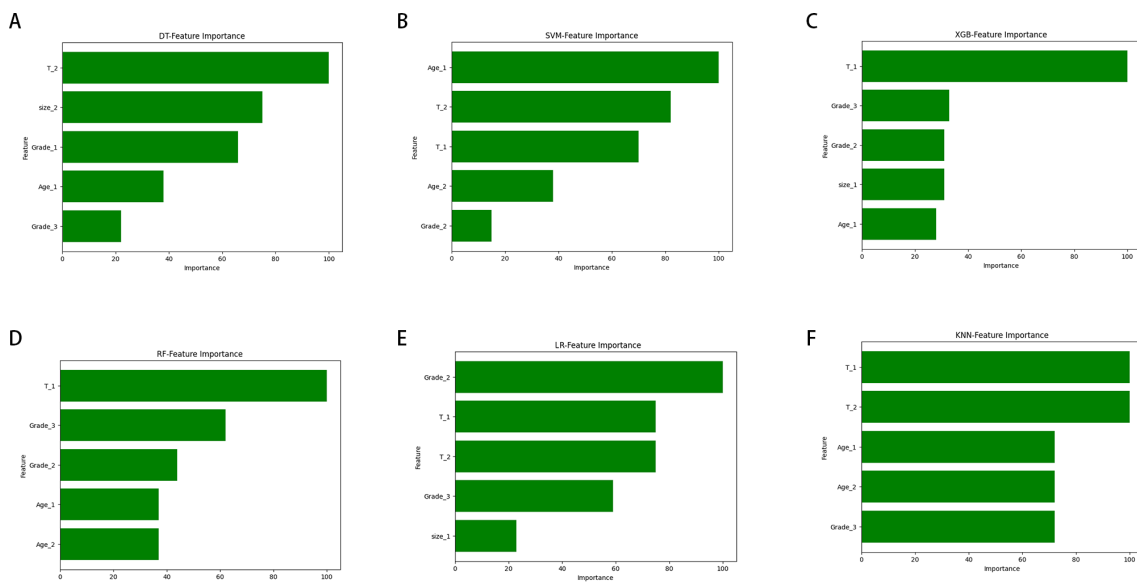 A
DT-Feature Importance
T_2
size_2
Grade_1
Age_1
Grade_3
Feature
0 20 40 60 80 100
Importance
B
SVM-Feature Importance
Age_1
T_2
T_1
Age_2
Grade_2
Feature
0 20 40 60 80 100
Importance
C
XGB-Feature Importance
T_1
Grade_3
Grade_2
size_1
Age_1
Feature
0 20 40 60 80 100
Importance
D
RF-Feature Importance
T_1
Grade_3
Grade_2
Age_1
Age_2
Feature
0 20 40 60 80 100
E
LR-Feature Importance
Grade_2
T_1
T_2
Grade_3
size_1
Feature
0 20 40 60 80 100
Importance
F
KNN-Feature Importance
T_1
T_2
Age_1
Age_2
Grade_3
Feature
0 20 40 60 80 100
Importance